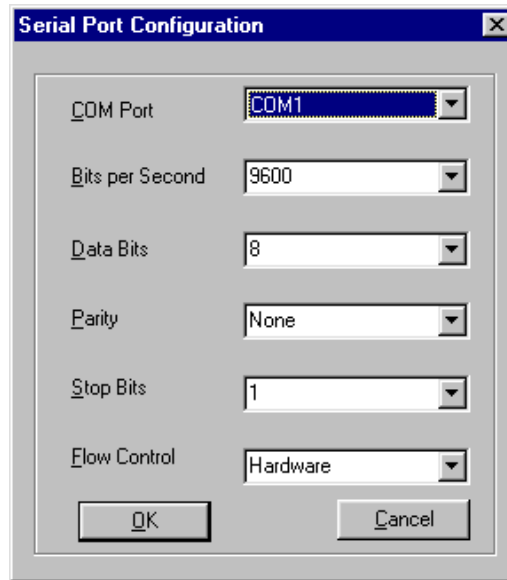 Serial Port Configuration
COM Port COM1
Bits per Second 9600
Data Bits 8
Parity None
Stop Bits 1
Flow Control Hardware
OK Cancel